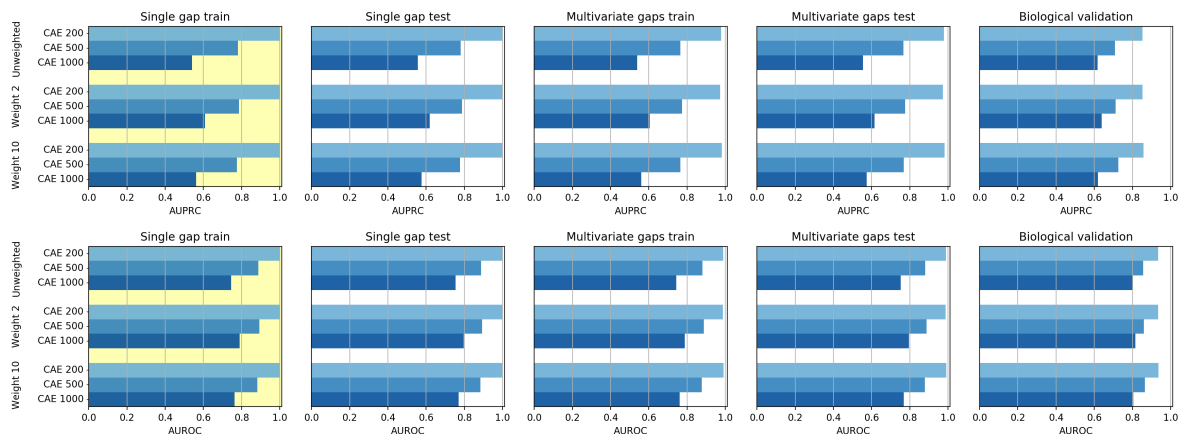 Single gap train
Single gap test
Multivariate gaps train
Multivariate gaps test
Biological validation
Unweighted
CAE 200
CAE 500
CAE 1000
Weight 2
CAE 200
CAE 500
CAE 1000
Weight 10
CAE 200
CAE 500
CAE 1000
0.0 0.2 0.4 0.6 0.8 1.0
0.0 0.2 0.4 0.6 0.8 1.0
0.0 0.2 0.4 0.6 0.8 1.0
0.0 0.2 0.4 0.6 0.8 1.0
0.0 0.2 0.4 0.6 0.8 1.0
AUPRC
AUPRC
AUPRC
AUPRC
AUPRC
Single gap train
Single gap test
Multivariate gaps train
Multivariate gaps test
Biological validation
Unweighted
CAE 200
CAE 500
CAE 1000
Weight 2
CAE 200
CAE 500
CAE 1000
Weight 10
CAE 200
CAE 500
CAE 1000
0.0 0.2 0.4 0.6 0.8 1.0
0.0 0.2 0.4 0.6 0.8 1.0
0.0 0.2 0.4 0.6 0.8 1.0
0.0 0.2 0.4 0.6 0.8 1.0
0.0 0.2 0.4 0.6 0.8 1.0
AUROC
AUROC
AUROC
AUROC
AUROC